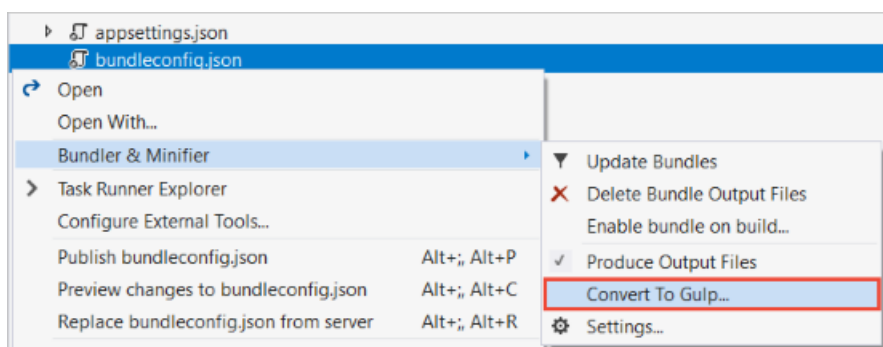 appsettings.json
bundleconfig.json
Open
Open With...
Bundler & Minifier
Task Runner Explorer
Configure External Tools...
Publish bundleconfig.json Alt+;, Alt+P
Preview changes to bundleconfig.json Alt+;, Alt+C
Replace bundleconfig.json from server Alt+;, Alt+R
Update Bundles
Delete Bundle Output Files
Enable bundle on build...
Produce Output Files
Convert To Gulp...
Settings...